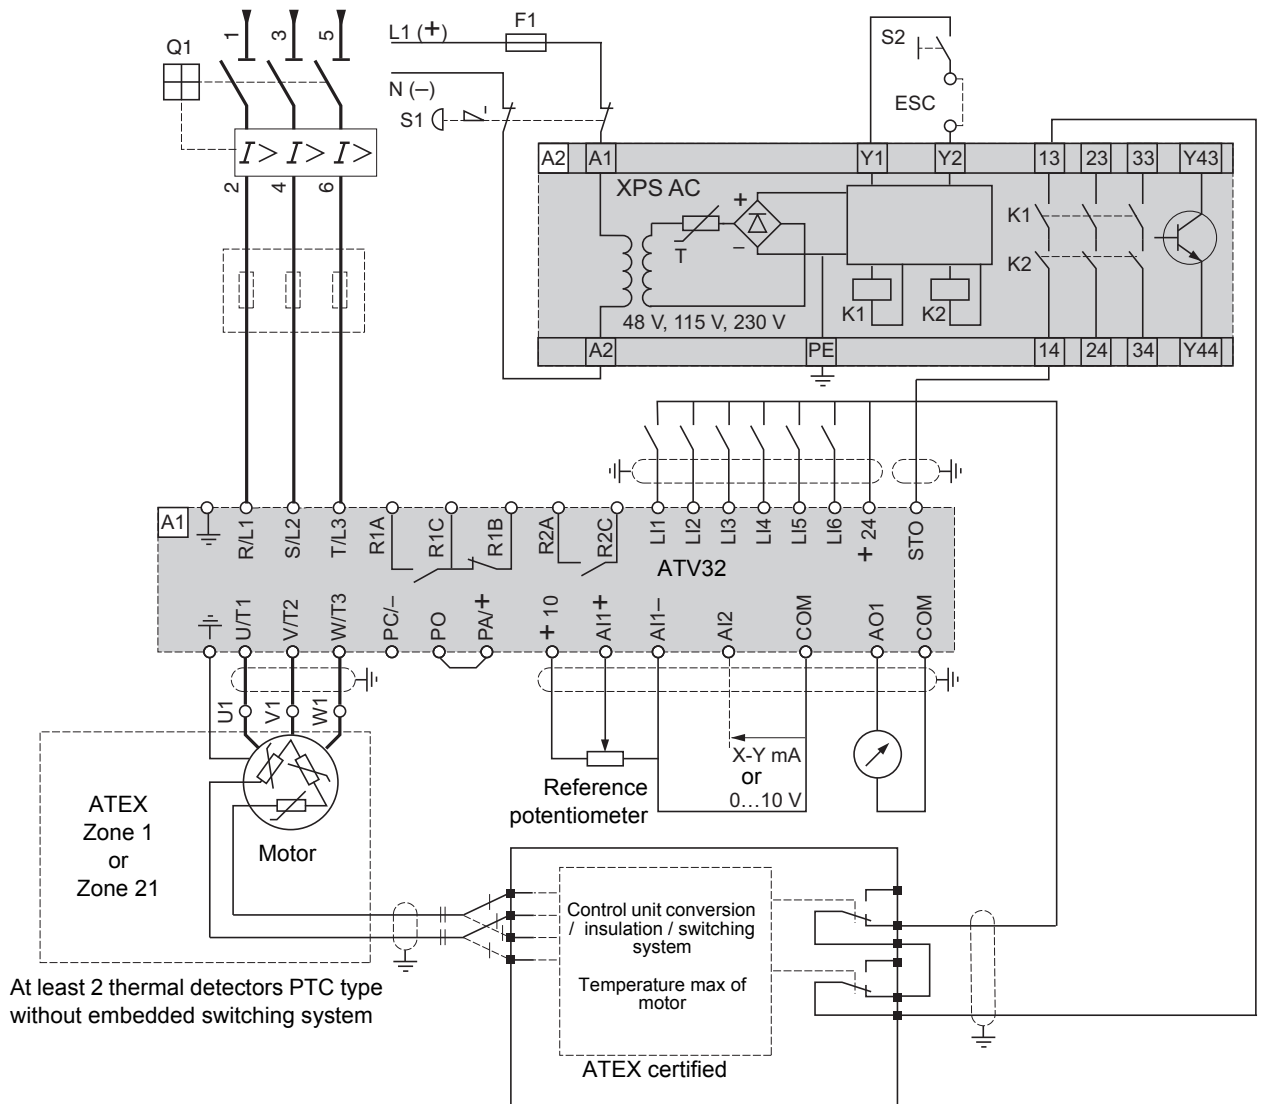 Q1
1
3
5
L1 (+)
F1
N (–)
S1
S2
ESC
I>
I>
I>
2
4
6
A2
A1
Y1
Y2
13
23
33
Y43
XPS AC
+
–
T
K1
K2
K1
K2
48 V, 115 V, 230 V
A2
PE
14
24
34
Y44
A1
R/L1
S/L2
T/L3
R1A
R1C
R1B
R2A
R2C
LI1
LI2
LI3
LI4
LI5
LI6
+ 24
STO
ATV32
U/T1
V/T2
W/T3
PC/–
PO
PA/+
+ 10
AI1+
AI1–
AI2
COM
AO1
COM
U1
V1
W1
X-Y mA
or
0…10 V
Reference
potentiometer
ATEX
Zone 1
or
Zone 21
Motor
Control unit conversion
/ insulation / switching
system
Temperature max of
motor
ATEX certified
At least 2 thermal detectors PTC type
without embedded switching system